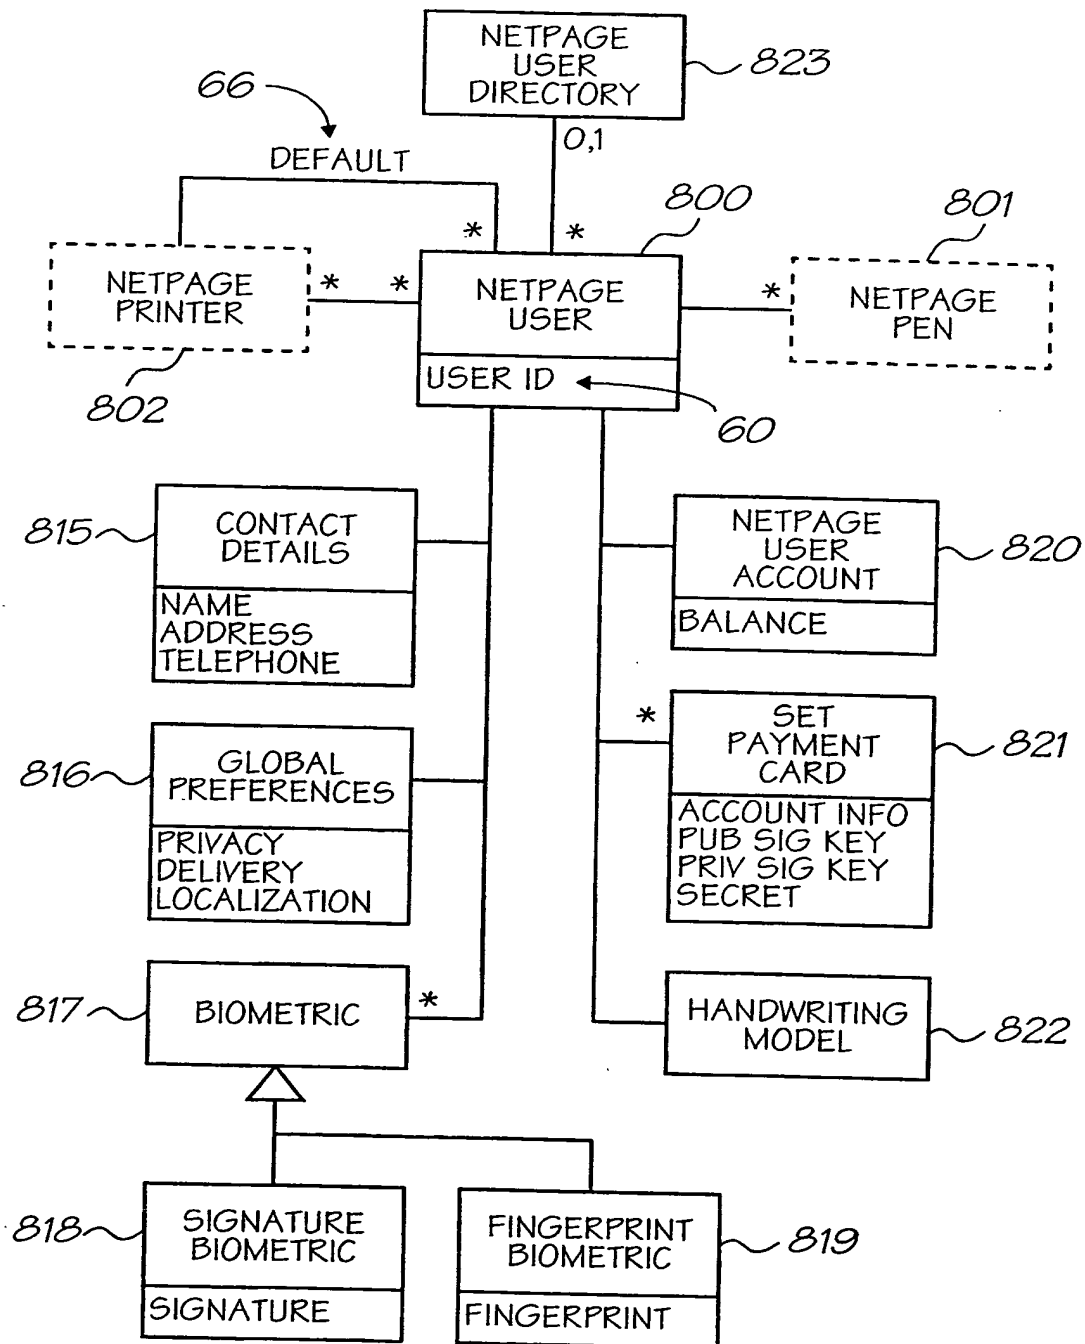 NETPAGE
USER
DIRECTORY
823
66
DEFAULT
0,1
*
*
800
801
NETPAGE
PRINTER
*
*
NETPAGE
USER
*
NETPAGE
PEN
802
USER ID
60
815
CONTACT
DETAILS
NAME
ADDRESS
TELEPHONE
NETPAGE
USER
ACCOUNT
820
BALANCE
816
GLOBAL
PREFERENCES
PRIVACY
DELIVERY
LOCALIZATION
*
SET
PAYMENT
CARD
821
ACCOUNT INFO
PUB SIG KEY
PRIV SIG KEY
SECRET
817
BIOMETRIC
*
HANDWRITING
MODEL
822
818
SIGNATURE
BIOMETRIC
SIGNATURE
FINGERPRINT
BIOMETRIC
819
FINGERPRINT